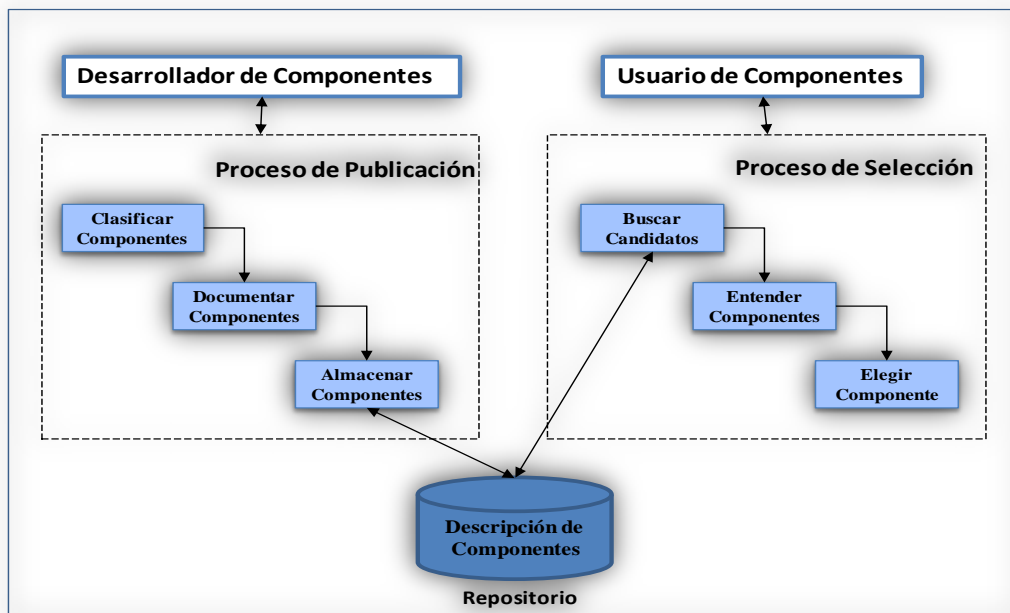 Desarrollador de Componentes
Proceso de Publicación
Clasificar
Componentes
Documentar
Componentes
Almacenar
Componentes
Usuario de Componentes
Proceso de Selección
Buscar
Candidatos
Entender
Componentes
Elegir
Componente
Descripción de
Componentes
Repositorio